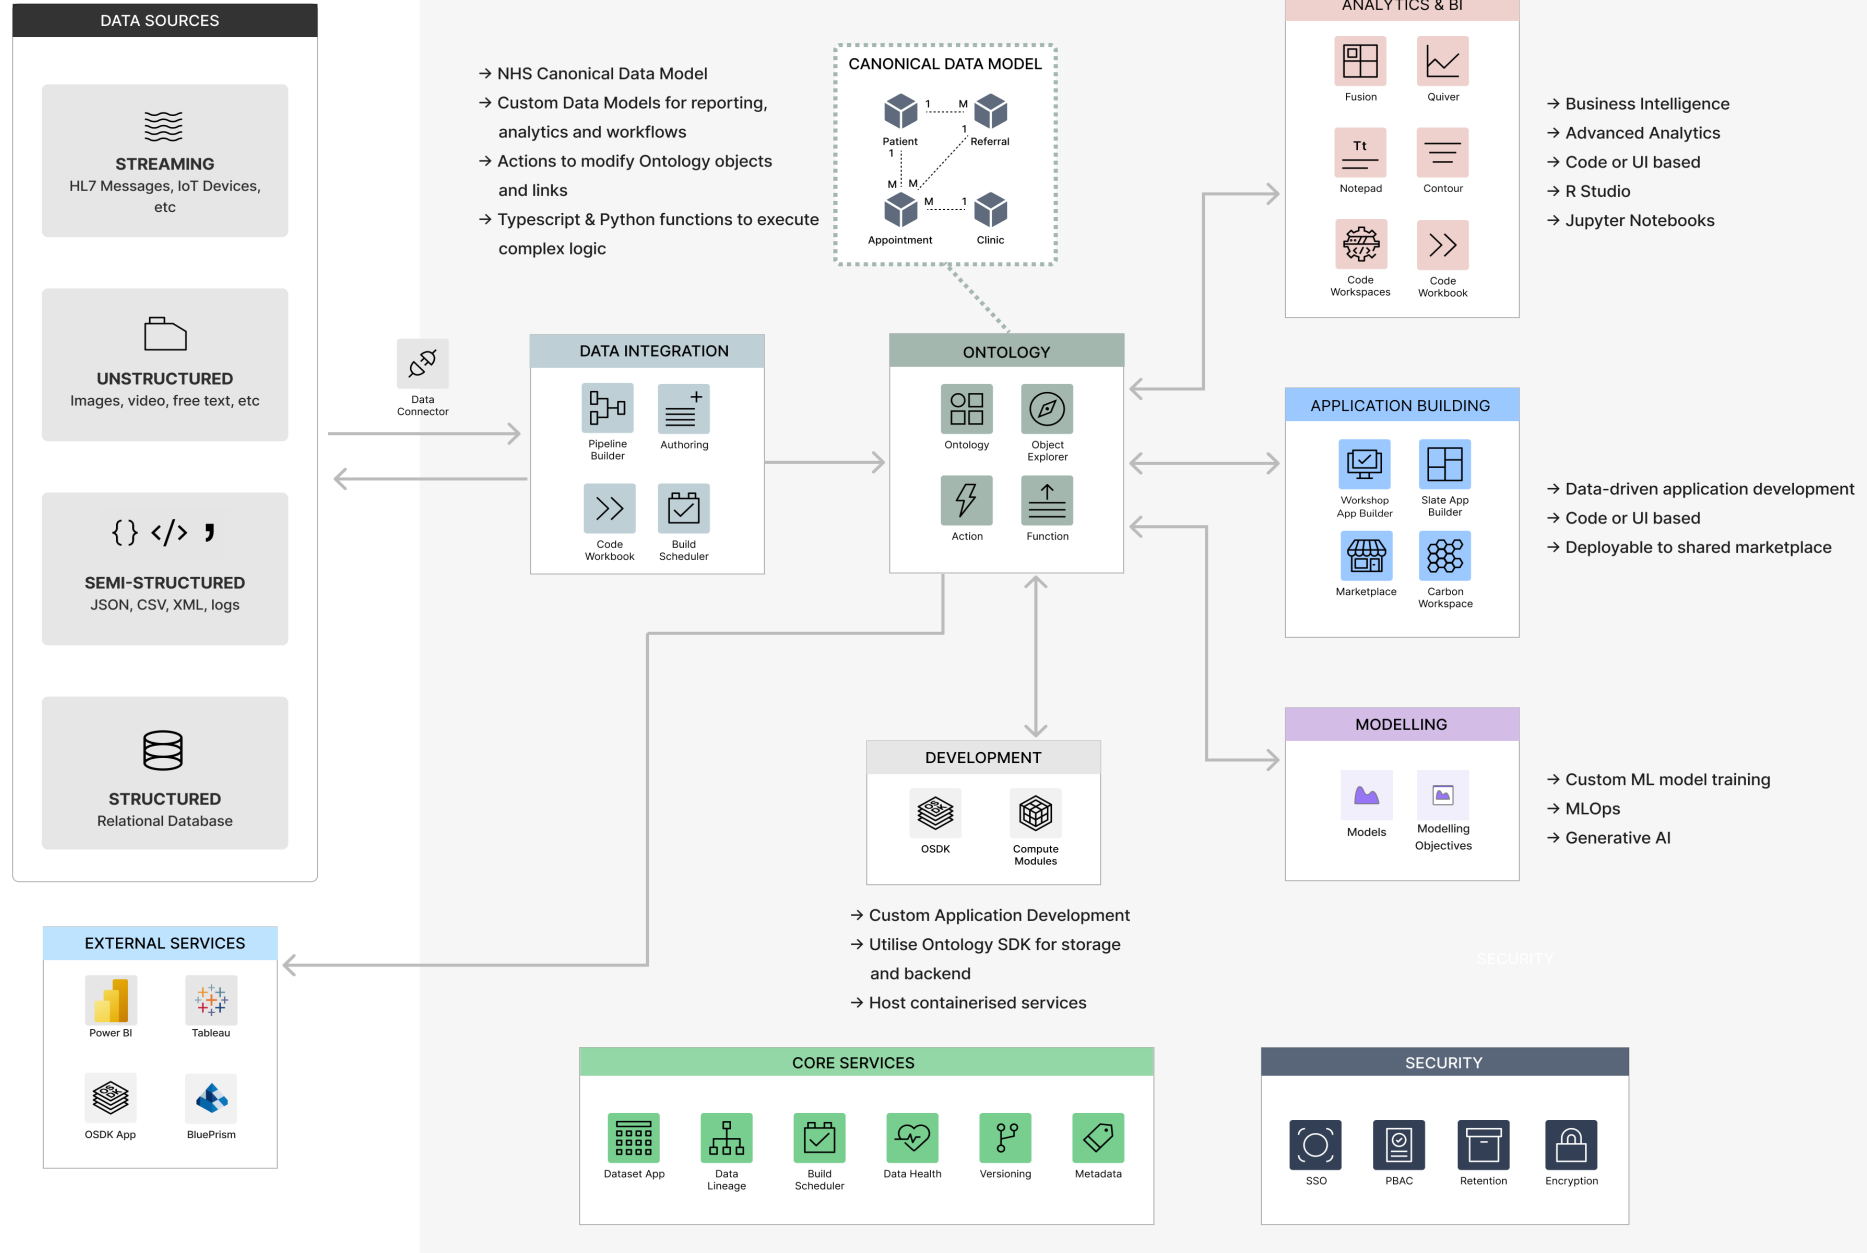 DATA SOURCES
STREAMING
HL7 Messages, IoT Devices,
etc
UNSTRUCTURED
Images, video, free text, etc
SEMI-STRUCTURED
JSON, CSV, XML, logs
STRUCTURED
Relational Database
EXTERNAL SERVICES
Power BI
Tableau
OSDK App
BluePrism
Data
Connector
→ NHS Canonical Data Model
→ Custom Data Models for reporting,
analytics and workflows
→ Actions to modify Ontology objects
and links
→ Typescript & Python functions to execute
complex logic
CANONICAL DATA MODEL
1 M
Patient
Referral
1
1
M M
M 1
Appointment
Clinic
DATA INTEGRATION
Pipeline
Builder
Authoring
Code
Workbook
Build
Scheduler
ONTOLOGY
Ontology
Object
Explorer
Action
Function
DEVELOPMENT
OSDK
Compute
Modules
→ Custom Application Development
→ Utilise Ontology SDK for storage
and backend
→ Host containerised services
ANALYTICS & BI
Fusion
Quiver
Tt
Notepad
Contour
Code
Workspaces
Code
Workbook
→ Business Intelligence
→ Advanced Analytics
→ Code or UI based
→ R Studio
→ Jupyter Notebooks
APPLICATION BUILDING
Workshop
App Builder
Slate App
Builder
Marketplace
Carbon
Workspace
→ Data-driven application development
→ Code or UI based
→ Deployable to shared marketplace
MODELLING
Models
Modelling
Objectives
→ Custom ML model training
→ MLOps
→ Generative AI
SECURITY
CORE SERVICES
Dataset App
Data
Lineage
Build
Scheduler
Data Health
Versioning
Metadata
SECURITY
SSO
PBAC
Retention
Encryption